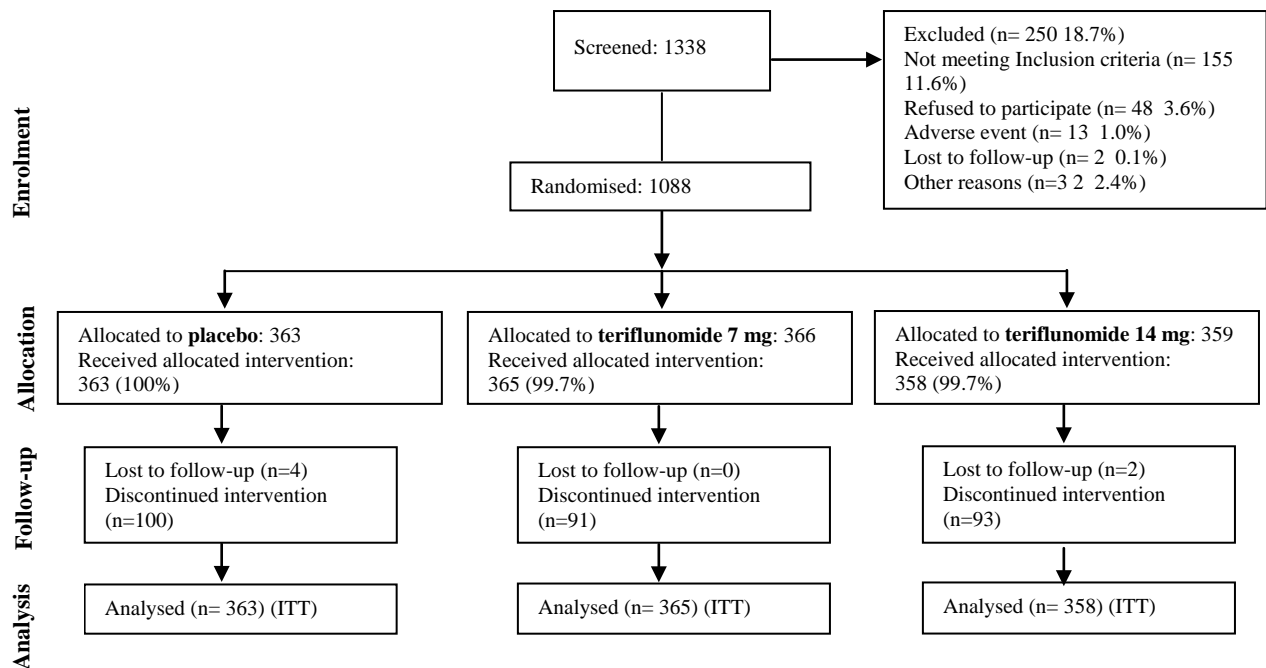 Screened: 1338
Excluded (n= 250 18.7%)
Not meeting Inclusion criteria (n= 155
11.6%)
Refused to participate (n= 48 3.6%)
Adverse event (n= 13 1.0%)
Lost to follow-up (n= 2 0.1%)
Other reasons (n=3 2 2.4%)
Enrolment
Randomised: 1088
Allocation
Allocated to placebo: 363
Received allocated intervention:
363 (100%)
Allocated to teriflunomide 7 mg: 366
Received allocated intervention:
365 (99.7%)
Allocated to teriflunomide 14 mg: 359
Received allocated intervention:
358 (99.7%)
Follow-up
Lost to follow-up (n=4)
Discontinued intervention
(n=100)
Lost to follow-up (n=0)
Discontinued intervention
(n=91)
Lost to follow-up (n=2)
Discontinued intervention
(n=93)
Analysis
Analysed (n= 363) (ITT)
Analysed (n= 365) (ITT)
Analysed (n= 358) (ITT)